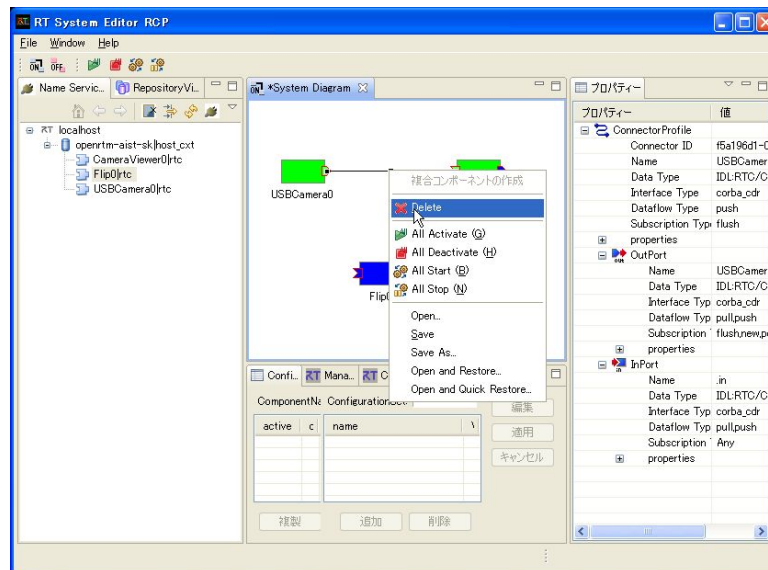 RT System Editor RCP
File Window Help
ON OFF
Name Servic... RepositoryVi...
localhost
openrtm-aist-sk|host_cxt
CameraViewer0|rtc
Flip0|rtc
USBCamera0|rtc
*System Diagram
USBCamera0
複合コンポーネントの作成
Delete
All Activate (G)
All Deactivate (H)
All Start (B)
All Stop (N)
Open...
Save
Save As...
Open and Restore...
Open and Quick Restore...
Confi... Mana...
active c name
編集
適用
キャンセル
複製 追加 削除
プロパティー
プロパティー 値
ConnectorProfile
Connector ID f5a196d1-0
Name USBCamer
Data Type IDL:RTC/C
Interface Type corba_cdr
Dataflow Type push
Subscription Typ flush
properties
OutPort
Name USBCamer
Data Type IDL:RTC/C
Interface Typ corba_cdr
Dataflow Typ pull,push
Subscription flush,new,p
properties
InPort
Name .in
Data Type IDL:RTC/C
Interface Typ corba_cdr
Dataflow Typ pull,push
Subscription Any
properties